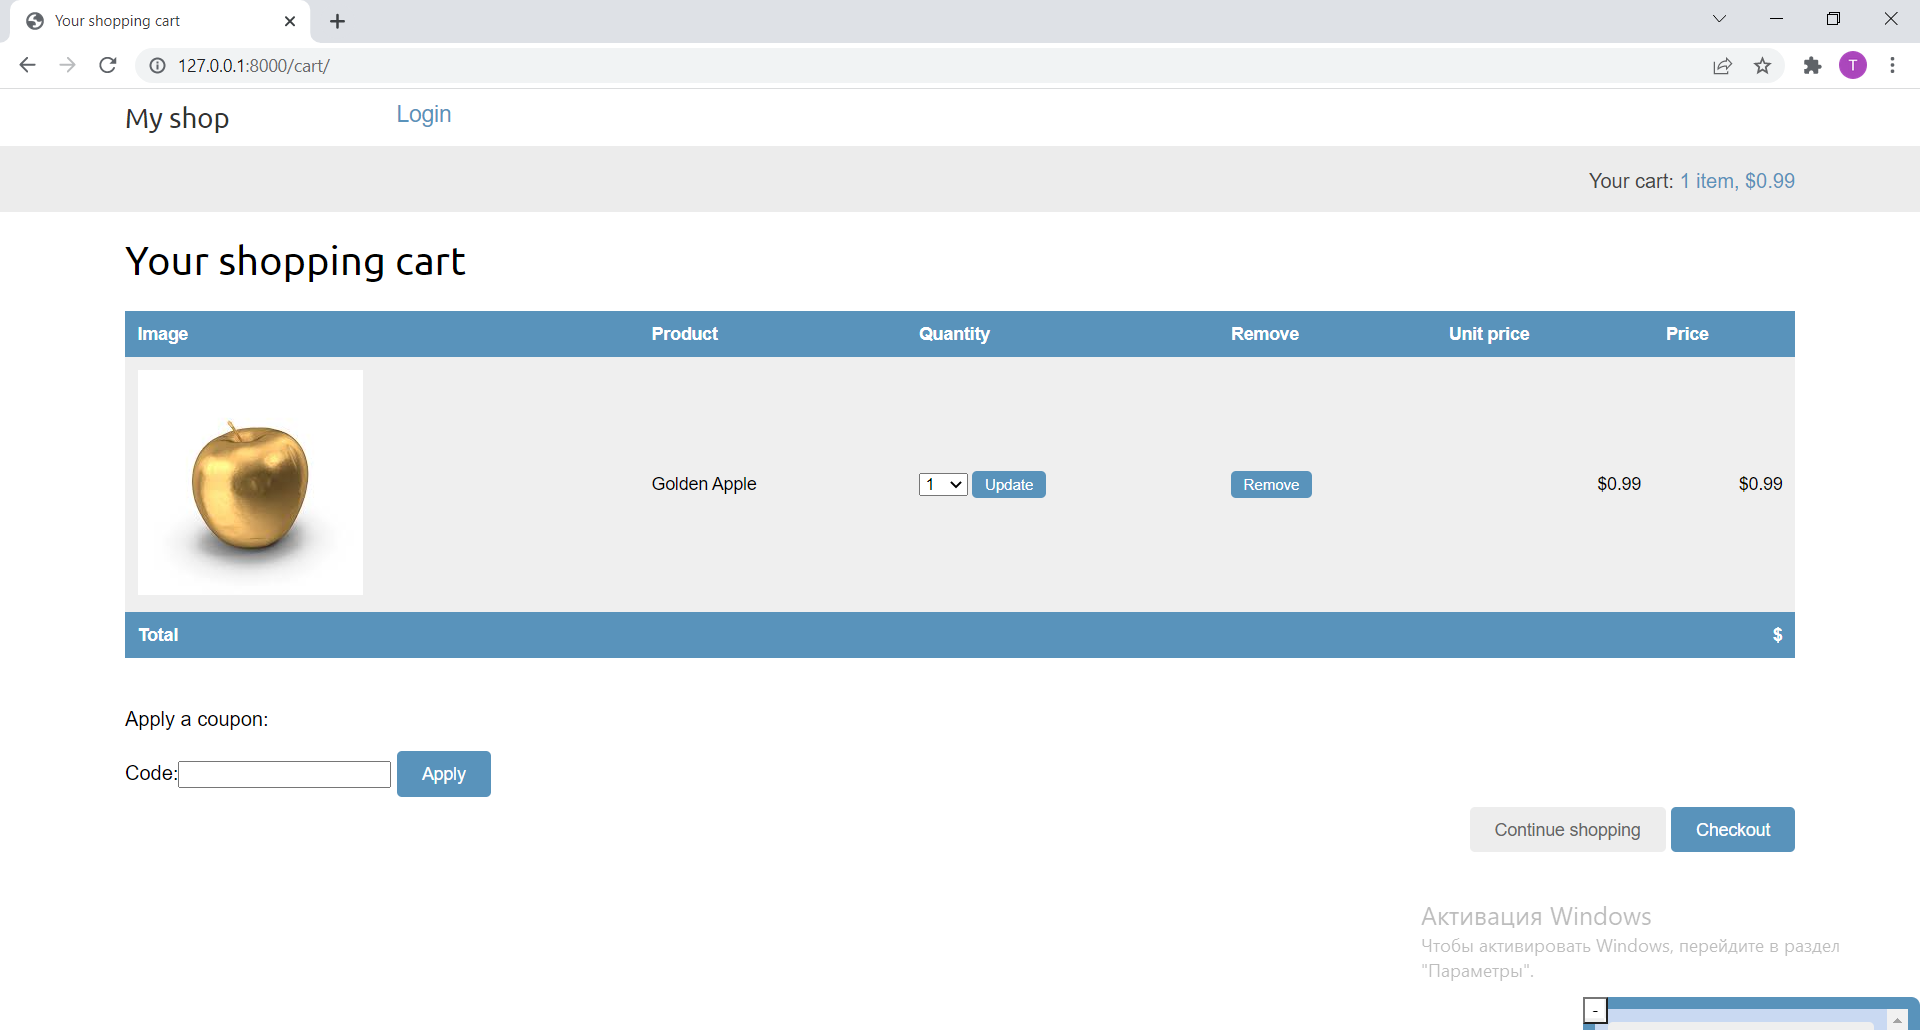 Your shopping cart
127.0.0.1:8000/cart/
T
My shop
Login
Your cart: 1 item, $0.99
Your shopping cart
Image Product Quantity Remove Unit price Price
Golden Apple 1 Update Remove $0.99 $0.99
Total $
Apply a coupon:
Code: Apply
Continue shopping Checkout
Активация Windows
Чтобы активировать Windows, перейдите в раздел
"Параметры".
-